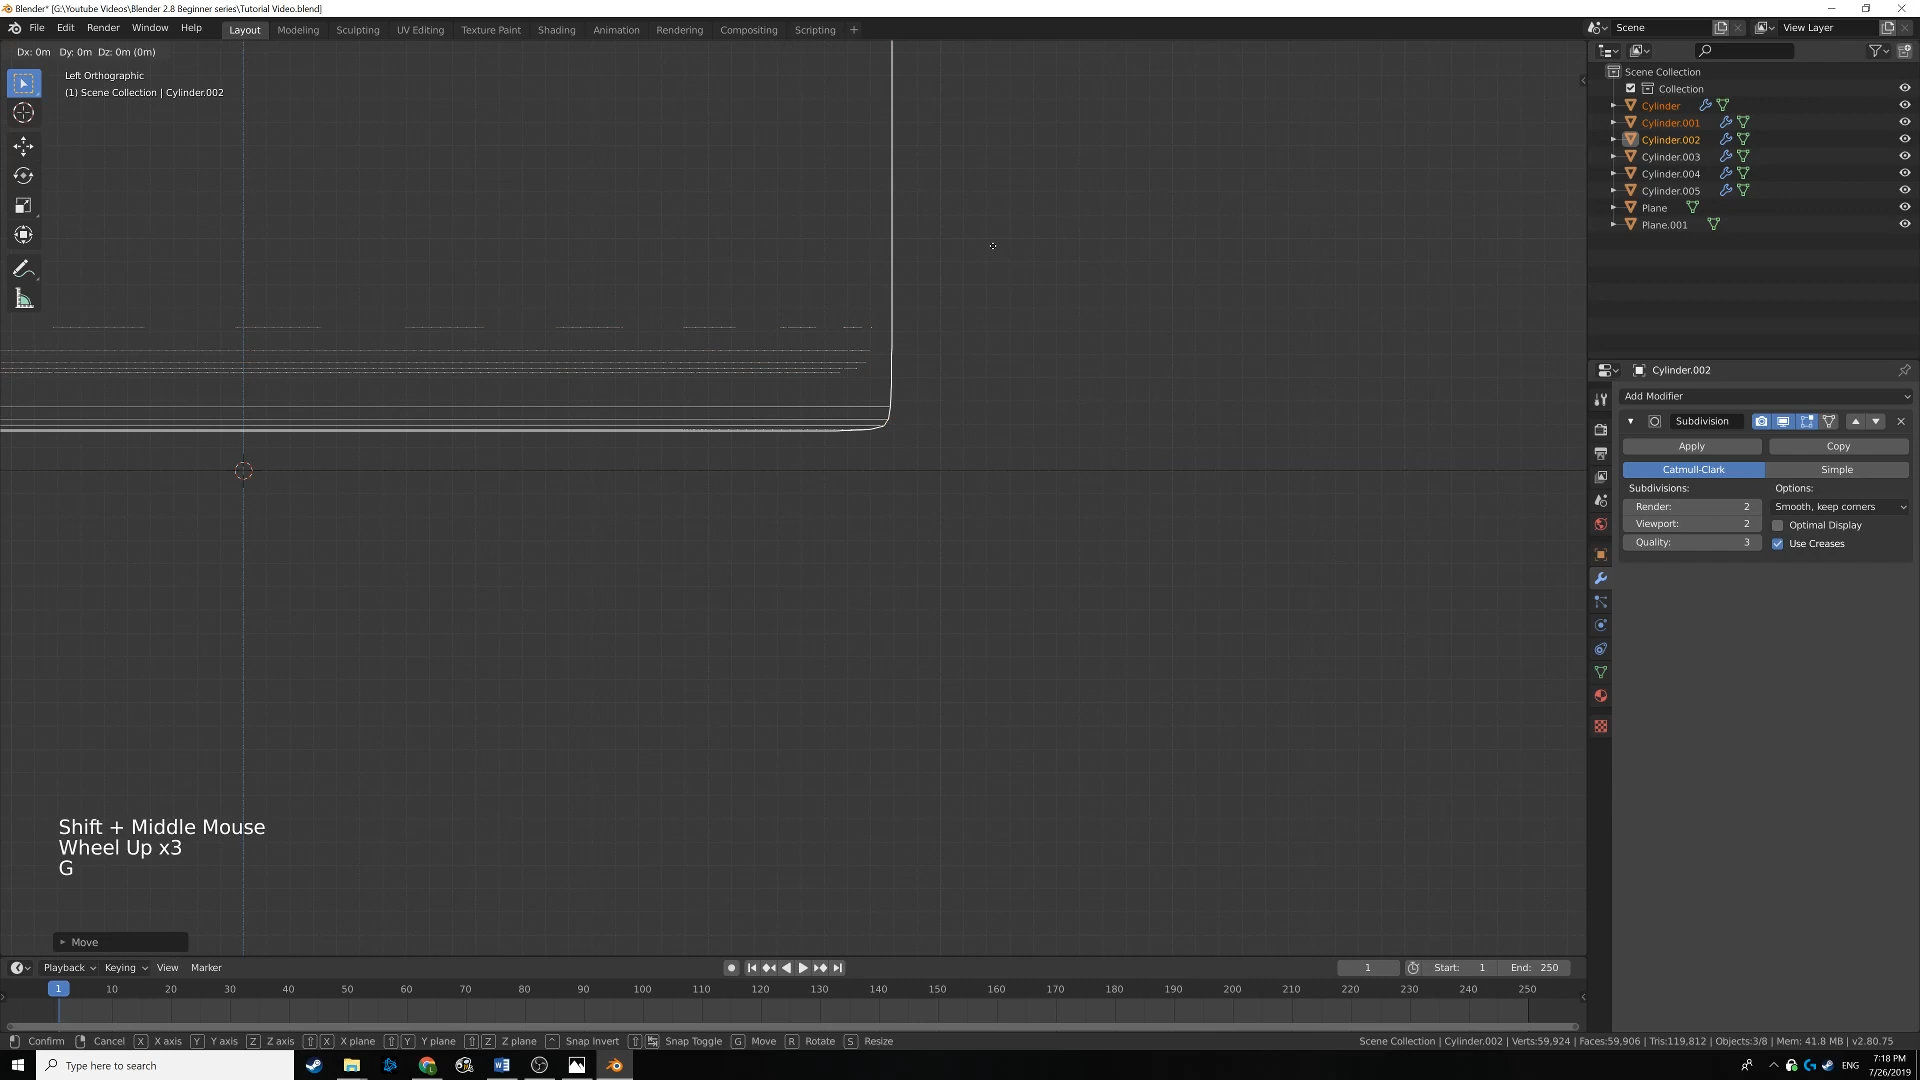 Blender* [G:\Youtube Videos\Blender 2.8 Beginner series\Tutorial Video.blend]
File Edit Render Window Help
Layout Modeling Sculpting UV Editing Texture Paint Shading Animation Rendering Compositing Scripting +
Scene View Layer
Dx: 0m Dy: 0m Dz: 0m (0m)
Left Orthographic
(1) Scene Collection | Cylinder.002
Scene Collection
Collection
Cylinder
Cylinder.001
Cylinder.002
Cylinder.003
Cylinder.004
Cylinder.005
Plane
Plane.001
Cylinder.002
Add Modifier
Subdivision
Apply Copy
Catmull-Clark Simple
Subdivisions: Options:
Render: 2 Smooth, keep corners
Viewport: 2 Optimal Display
Quality: 3 Use Creases
Shift + Middle Mouse
Wheel Up x3
G
Move
Playback Keying View Marker
1 Start: 1 End: 250
1 10 20 30 40 50 60 70 80 90 100 110 120 130 140 150 160 170 180 190 200 210 220 230 240 250
Confirm Cancel X X axis Y Y axis Z Z axis X X plane Y Y plane Z Z plane Snap Invert Snap Toggle G Move R Rotate S Resize
Scene Collection | Cylinder.002 | Verts:59,924 | Faces:59,906 | Tris:119,812 | Objects:3/8 | Mem: 41.8 MB | v2.80.75
Type here to search
ENG
7:18 PM
7/26/2019